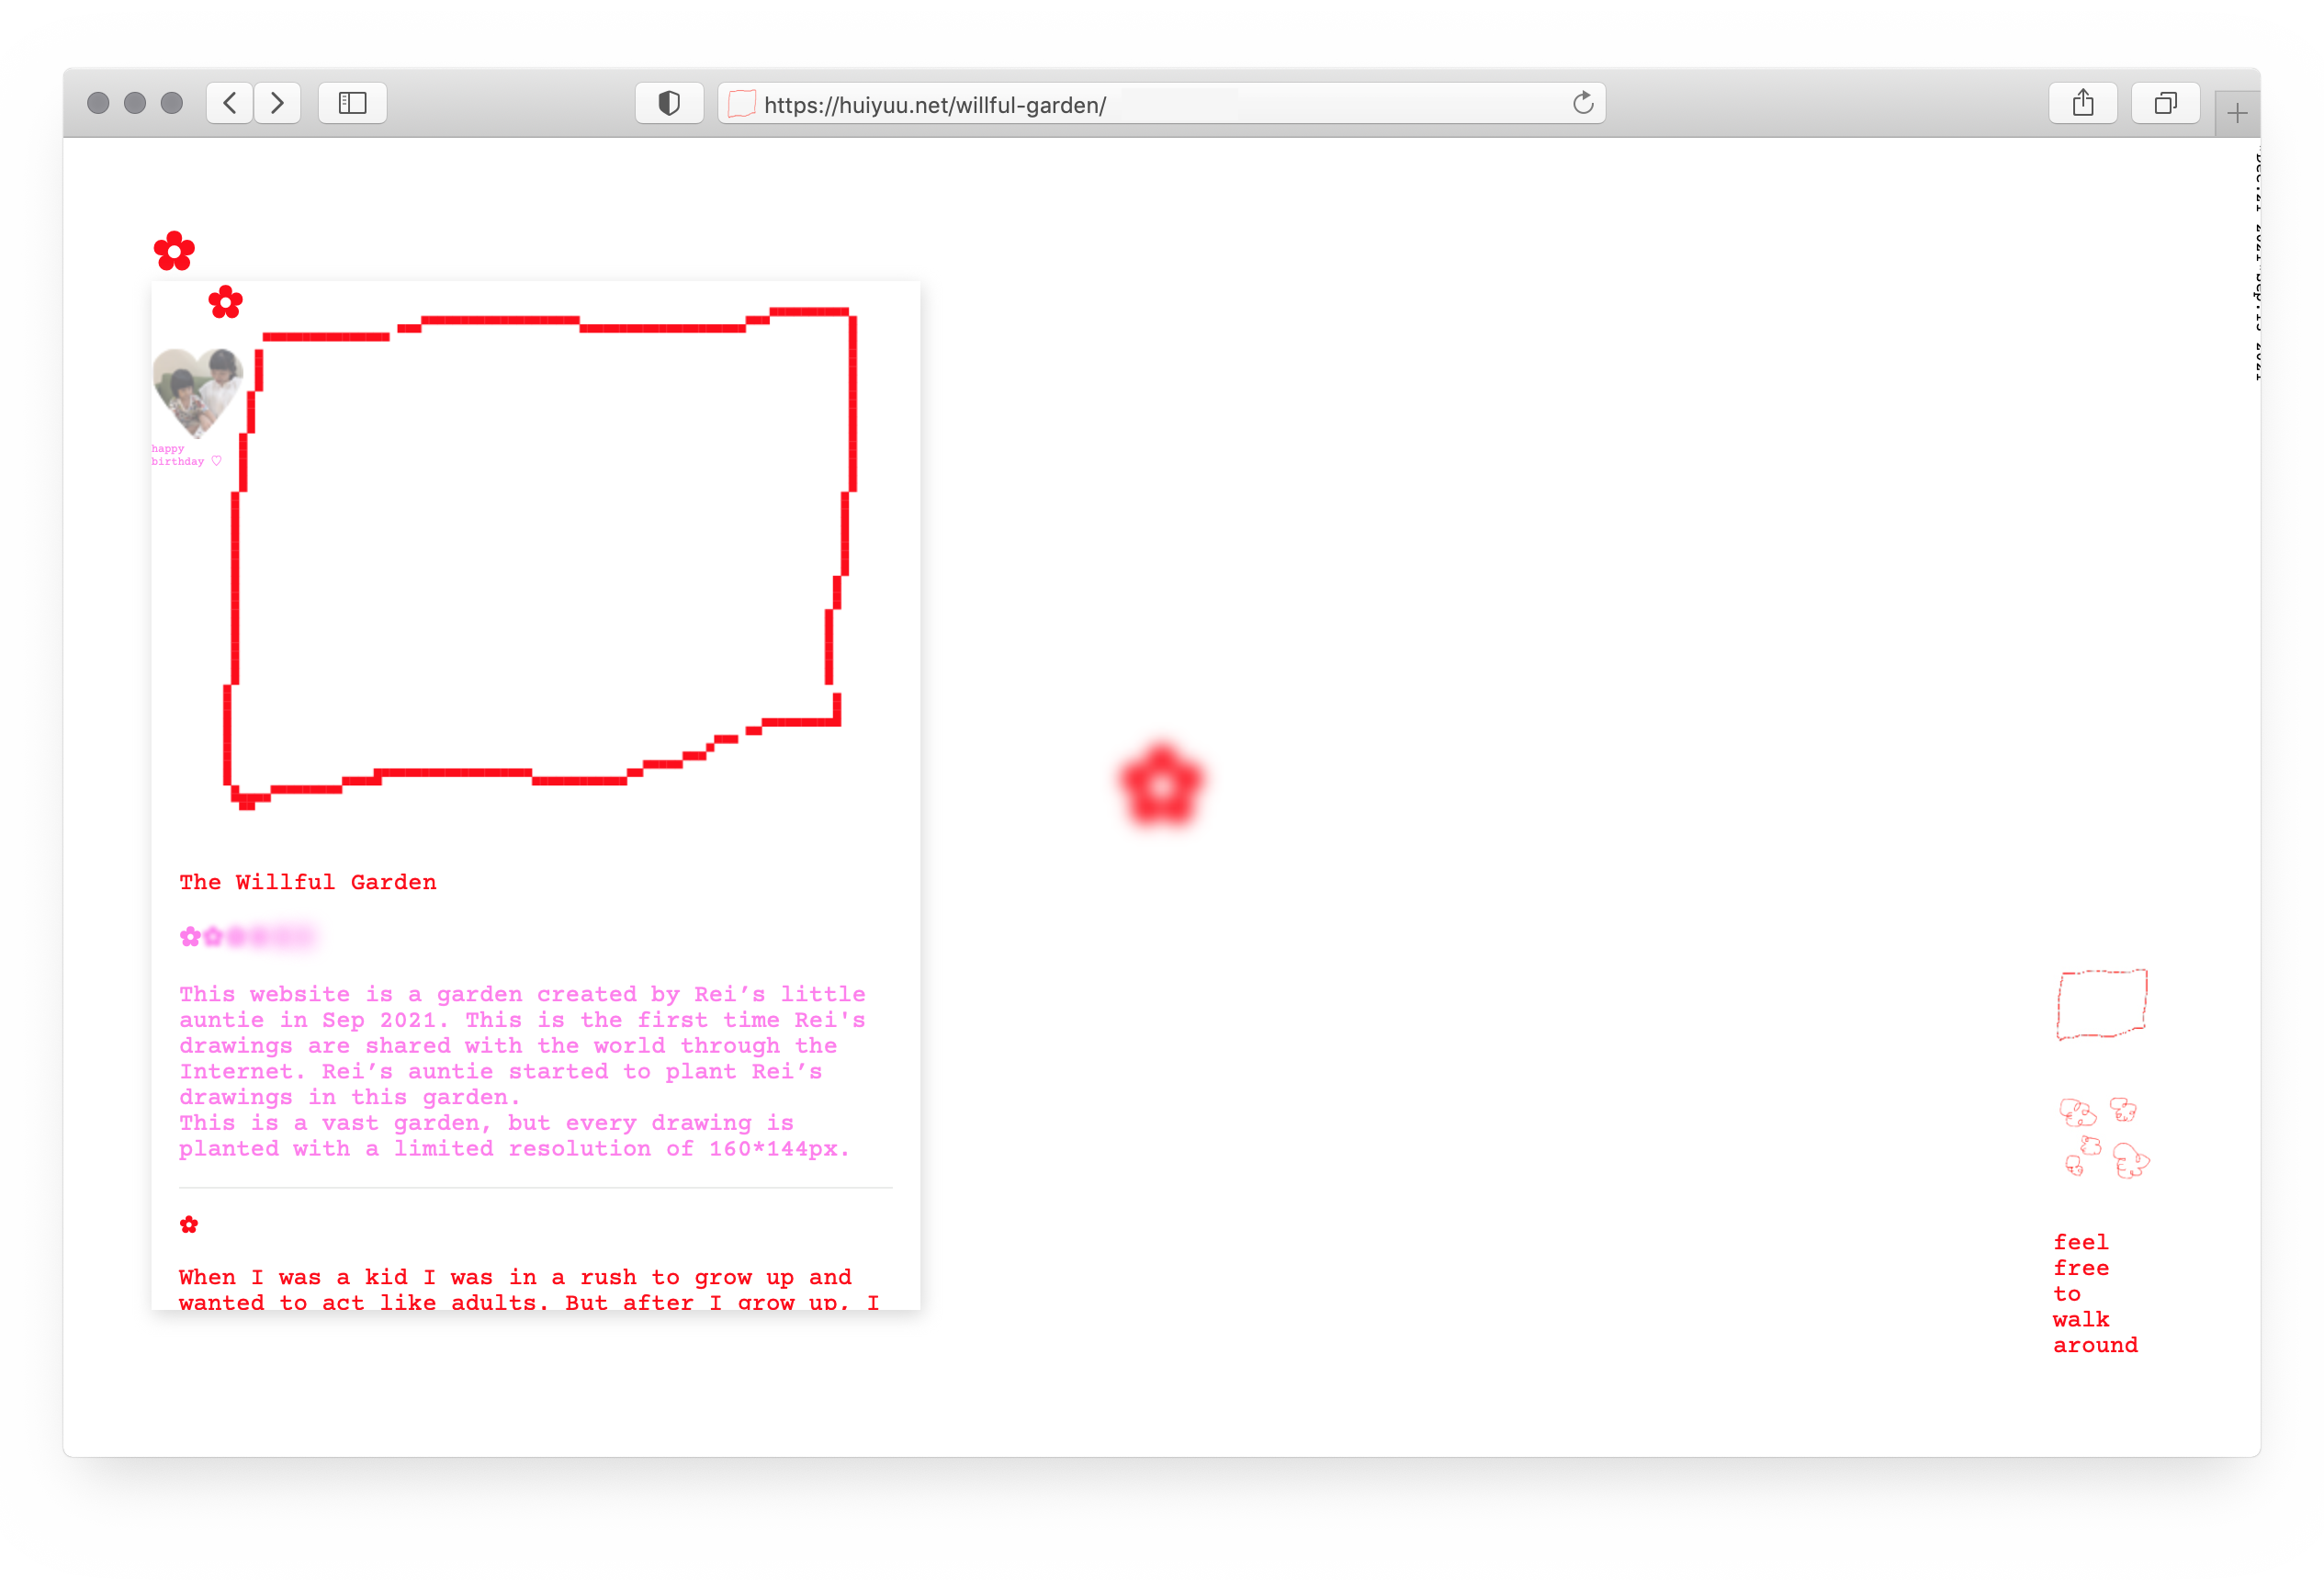 https://huiyuu.net/willful-garden/
happy
birthday ♡
The Willful Garden
This website is a garden created by Rei’s little
auntie in Sep 2021. This is the first time Rei's
drawings are shared with the world through the
Internet. Rei’s auntie started to plant Rei’s
drawings in this garden.
This is a vast garden, but every drawing is
planted with a limited resolution of 160*144px.
When I was a kid I was in a rush to grow up and
wanted to act like adults. But after I grow up, I
feel
free
to
walk
around